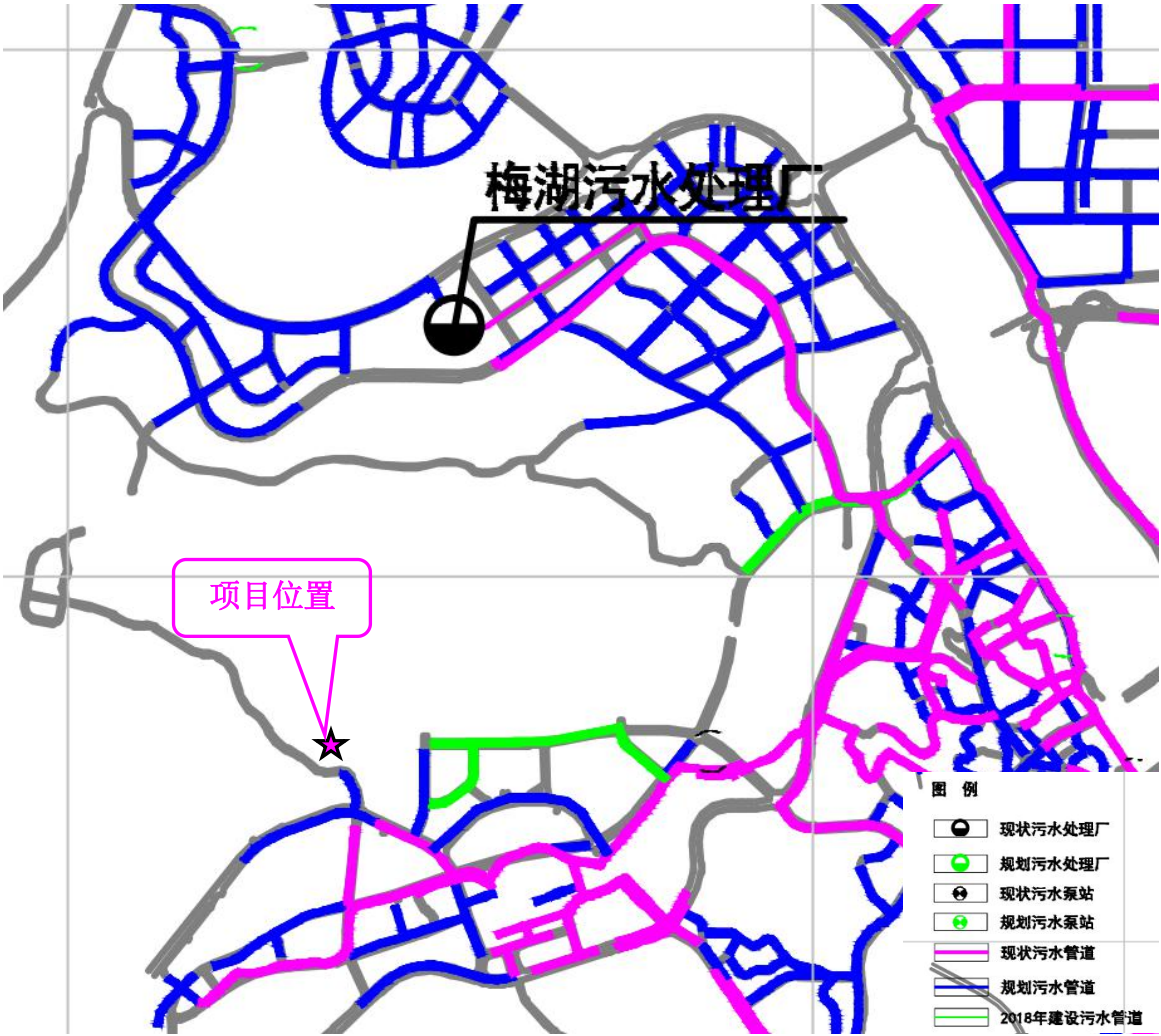 梅湖污水处理厂
项目位置
图 例
现状污水处理厂
规划污水处理厂
现状污水泵站
规划污水泵站
现状污水管道
规划污水管道
2018年建设污水管道